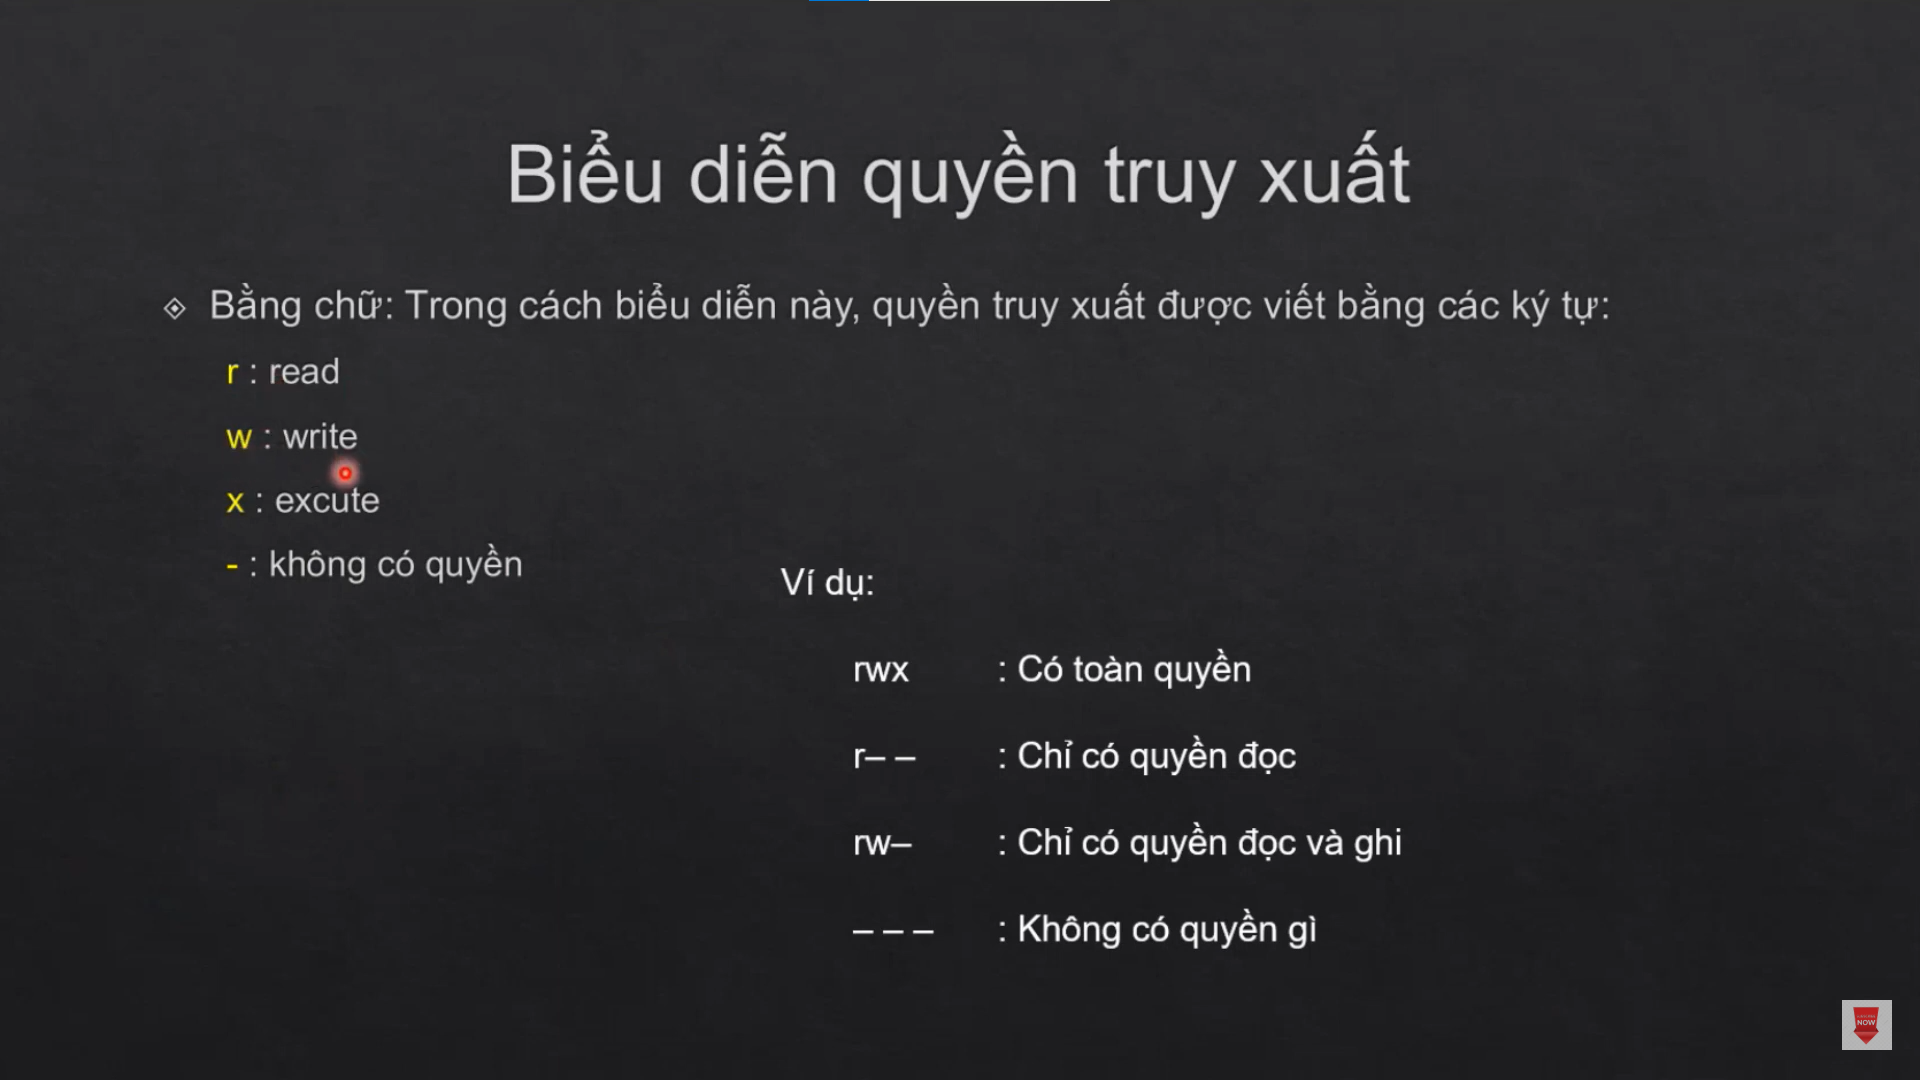 Biểu diễn quyền truy xuất
◈ Bằng chữ: Trong cách biểu diễn này, quyền truy xuất được viết bằng các ký tự:
r : read
w : write
x : excute
- : không có quyền
Ví dụ:
rwx : Có toàn quyền
r– – : Chỉ có quyền đọc
rw– : Chỉ có quyền đọc và ghi
– – – : Không có quyền gì
NOW